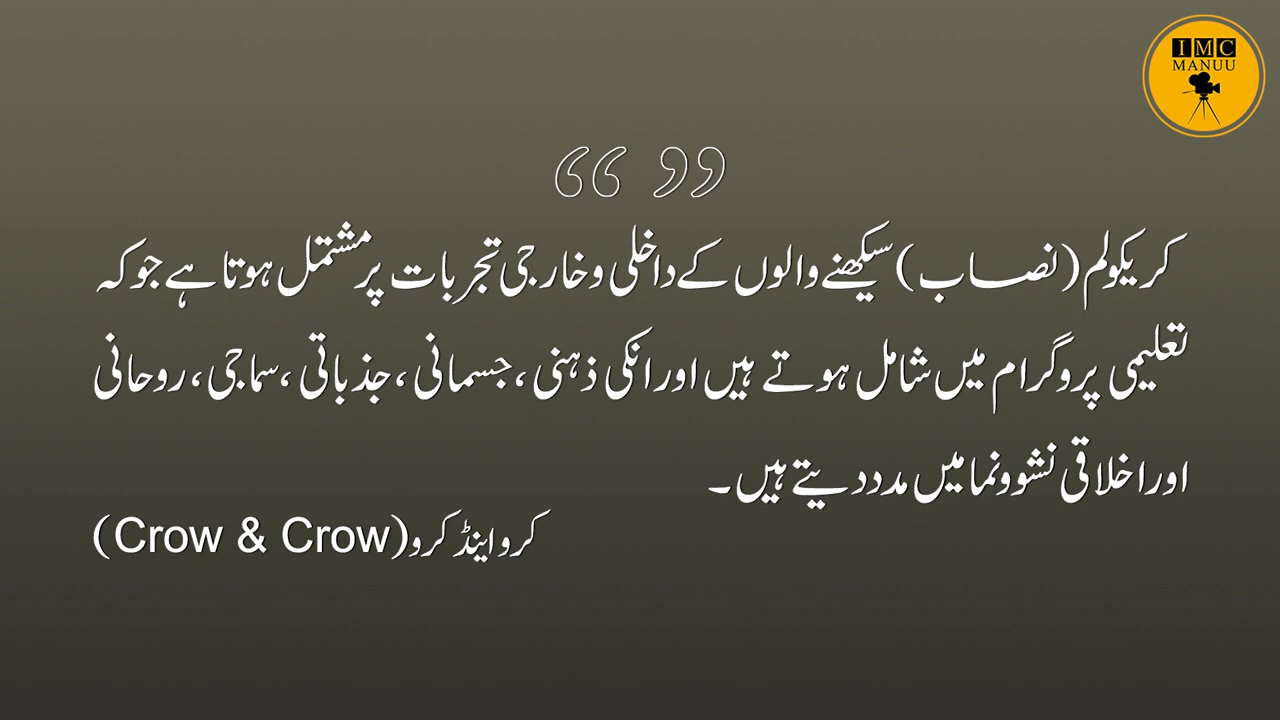 IMC
MANUU
“ ”
کریکولم (نصاب) سیکھنے والوں کے داخلی و خارجی تجربات پر مشتمل ہوتا ہے جو کہ
تعلیمی پروگرام میں شامل ہوتے ہیں اور انکی ذہنی، جسمانی، جذباتی، سماجی، روحانی
اور اخلاقی نشوونما میں مدد دیتے ہیں۔
کرو اینڈ کرو (Crow & Crow)